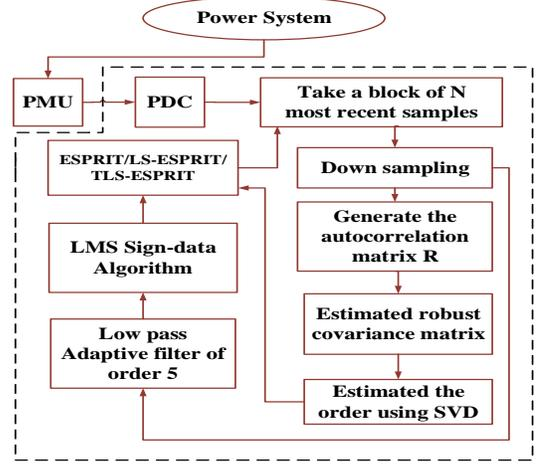 Power System
PMU
PDC
Take a block of N
most recent samples
ESPRIT/LS-ESPRIT/
TLS-ESPRIT
Down sampling
Generate the
autocorrelation
matrix R
LMS Sign-data
Algorithm
Estimated robust
covariance matrix
Low pass
Adaptive filter of
order 5
Estimated the
order using SVD